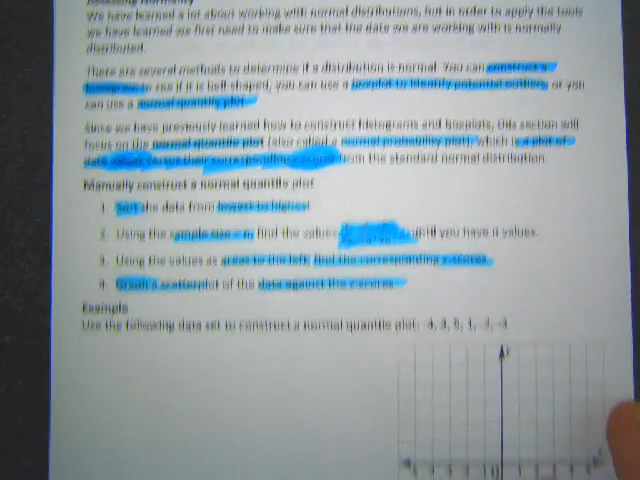 Assessing Normality
We have learned a lot about working with normal distributions, but in order to apply the tools
we have learned we first need to make sure that the data we are working with is normally
distributed.
There are several methods to determine if a distribution is normal. You can construct a
histogram to see if it is bell shaped, you can use a boxplot to identify potential outliers, or you
can use a normal quantile plot.
Since we have previously learned how to construct histograms and boxplots, this section will
focus on the normal quantile plot (also called a normal probability plot), which is a plot of
data values versus their corresponding z-scores from the standard normal distribution.
Manually construct a normal quantile plot
1. Sort the data from lowest to highest
2. Using the sample size = n, find the values until you have n values.
3. Using the values as areas to the left, find the corresponding z-scores.
4. Graph a scatterplot of the data against the z-scores
Example
Use the following data set to construct a normal quantile plot: